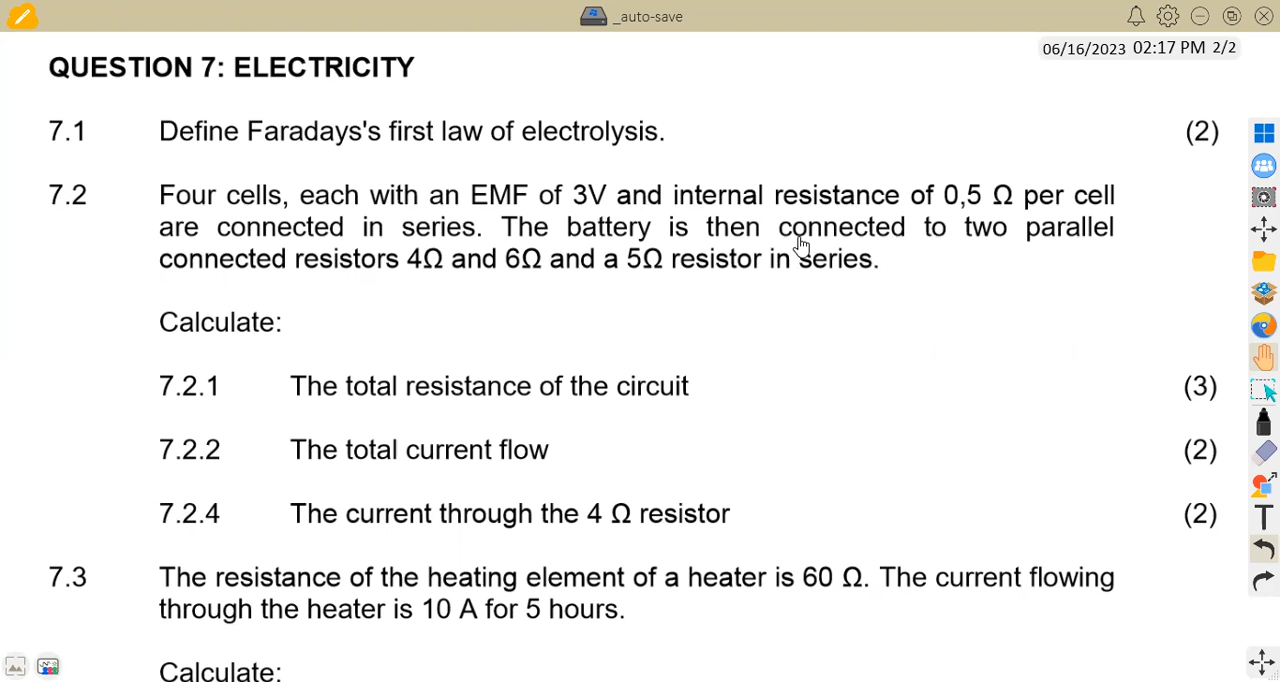 _auto-save
06/16/2023 02:17 PM 2/2
QUESTION 7: ELECTRICITY
7.1 Define Faradays's first law of electrolysis. (2)
7.2 Four cells, each with an EMF of 3V and internal resistance of 0,5 Ω per cell
are connected in series. The battery is then connected to two parallel
connected resistors 4Ω and 6Ω and a 5Ω resistor in series.
Calculate:
7.2.1 The total resistance of the circuit (3)
7.2.2 The total current flow (2)
7.2.4 The current through the 4 Ω resistor (2)
7.3 The resistance of the heating element of a heater is 60 Ω. The current flowing
through the heater is 10 A for 5 hours.
Calculate: